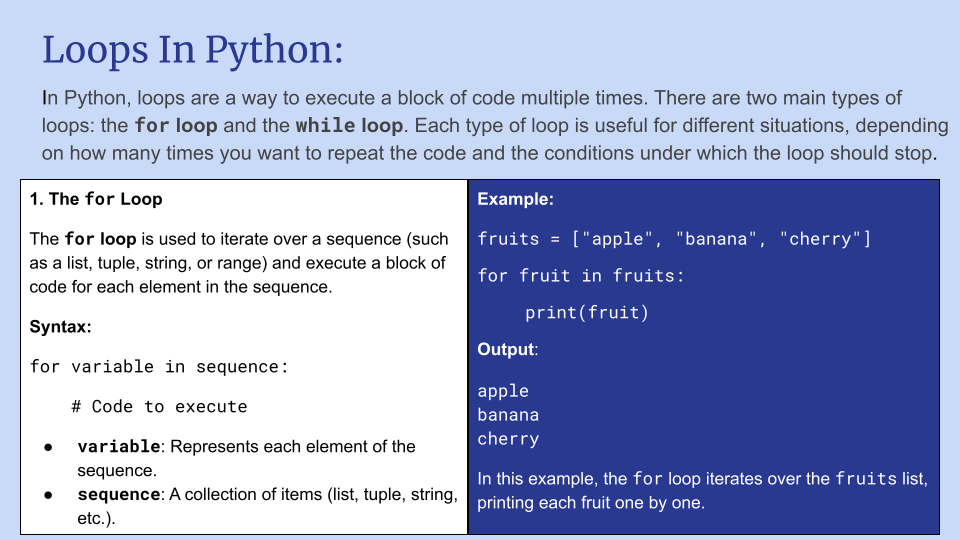 Loops In Python:
In Python, loops are a way to execute a block of code multiple times. There are two main types of
loops: the for loop and the while loop. Each type of loop is useful for different situations, depending
on how many times you want to repeat the code and the conditions under which the loop should stop.
1. The for Loop
The for loop is used to iterate over a sequence (such
as a list, tuple, string, or range) and execute a block of
code for each element in the sequence.
Syntax:
for variable in sequence:
    # Code to execute
● variable: Represents each element of the
sequence.
● sequence: A collection of items (list, tuple, string,
etc.).
Example:
fruits = ["apple", "banana", "cherry"]
for fruit in fruits:
    print(fruit)
Output:
apple
banana
cherry
In this example, the for loop iterates over the fruits list,
printing each fruit one by one.